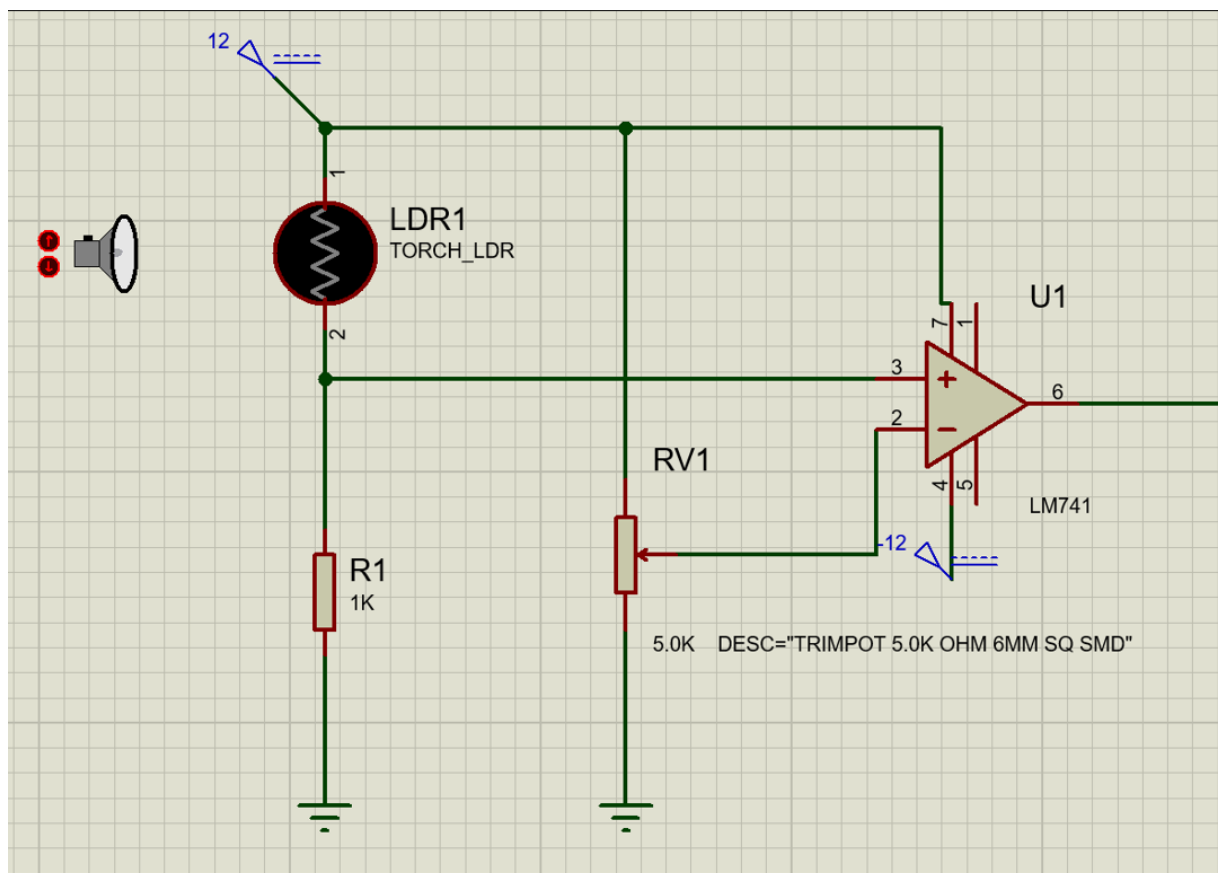 12
1
LDR1
TORCH_LDR
2
U1
7
1
3
+
6
2
−
RV1
4
5
LM741
-12
R1
1K
5.0K DESC="TRIMPOT 5.0K OHM 6MM SQ SMD"